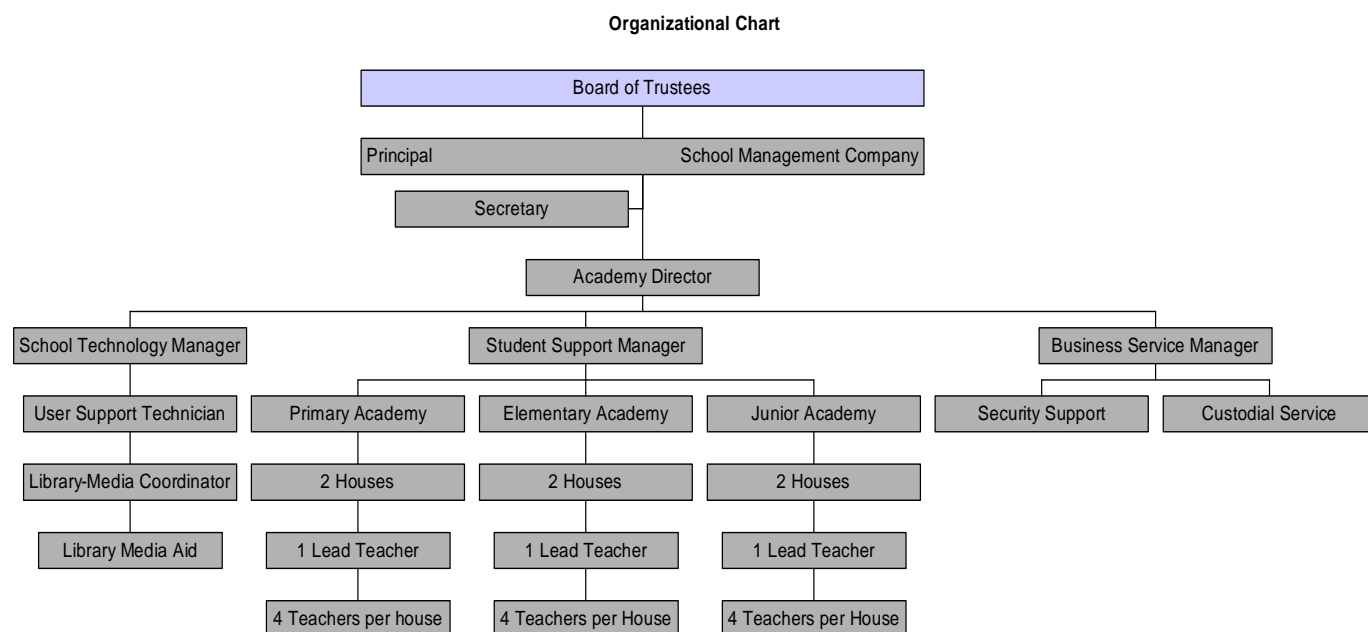 Organizational Chart
Board of Trustees
Principal School Management Company
Secretary
Academy Director
School Technology Manager
Student Support Manager
Business Service Manager
User Support Technician
Primary Academy
Elementary Academy
Junior Academy
Security Support
Custodial Service
Library-Media Coordinator
2 Houses
2 Houses
2 Houses
Library Media Aid
1 Lead Teacher
1 Lead Teacher
1 Lead Teacher
4 Teachers per house
4 Teachers per House
4 Teachers per House